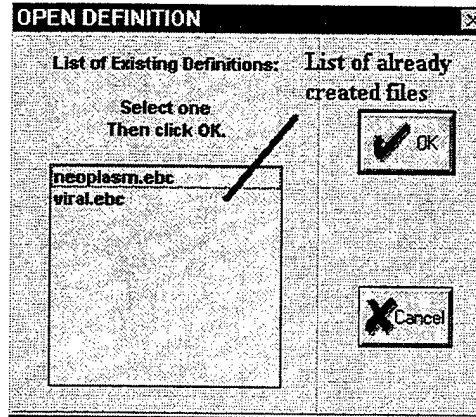 OPEN DEFINITION
List of Existing Definitions:
Select one
Then click OK.
List of already
created files
neoplasm.ebc
viral.ebc
OK
Cancel